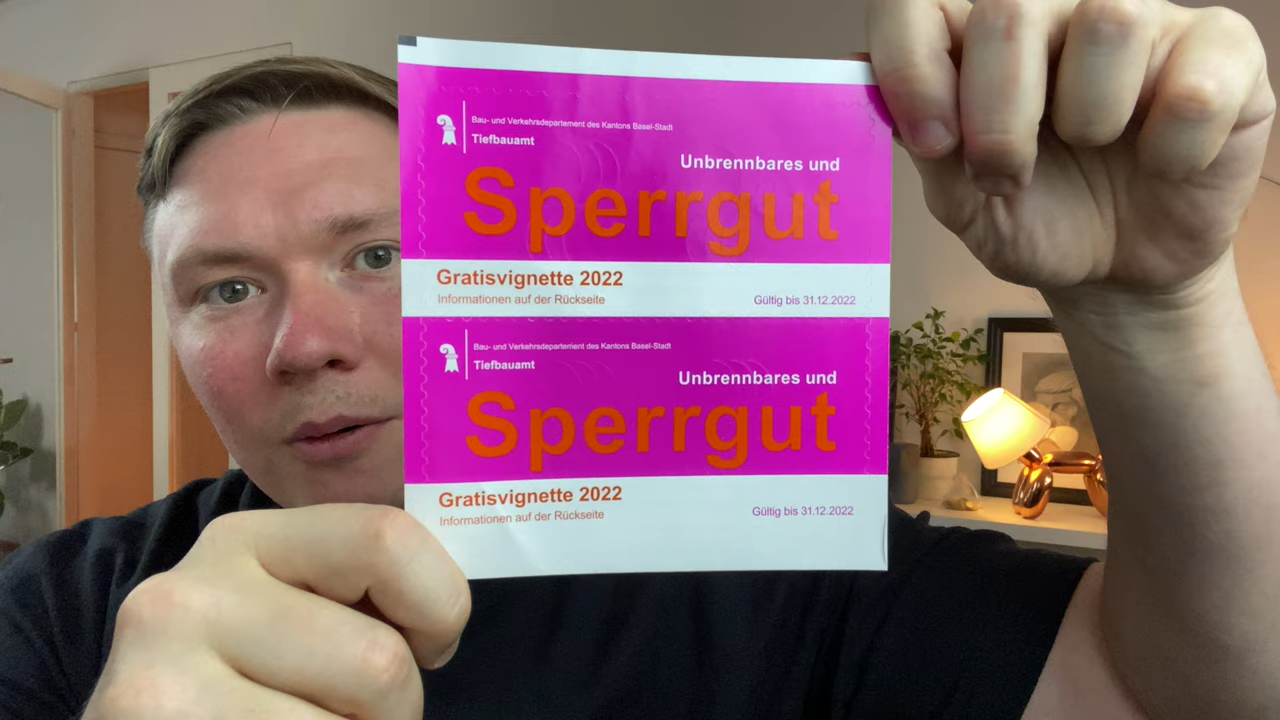 Bau- und Verkehrsdepartement des Kantons Basel-Stadt
Tiefbauamt
Unbrennbares und
Sperrgut
Gratisvignette 2022
Informationen auf der Rückseite
Gültig bis 31.12.2022
Bau- und Verkehrsdepartement des Kantons Basel-Stadt
Tiefbauamt
Unbrennbares und
Sperrgut
Gratisvignette 2022
Informationen auf der Rückseite
Gültig bis 31.12.2022